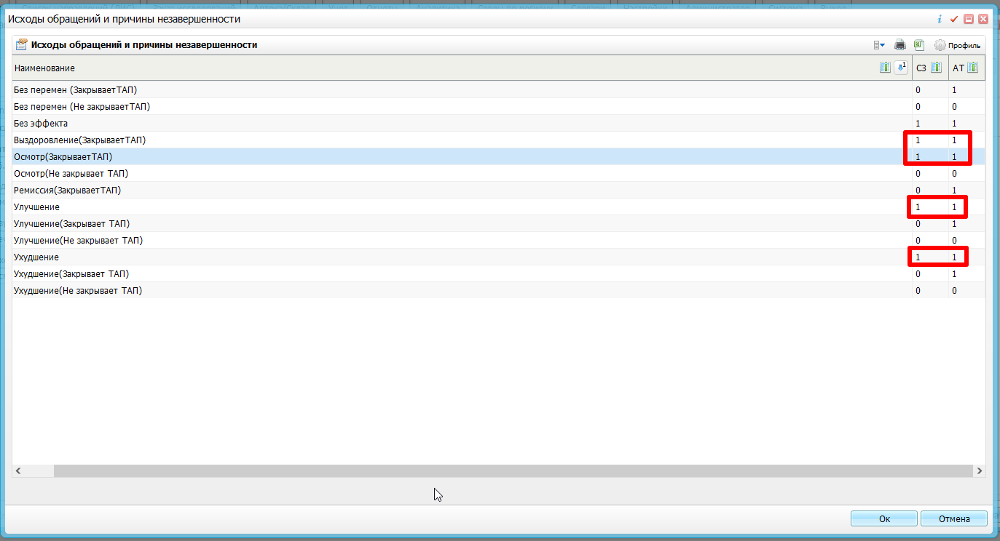 Исходы обращений и причины незавершенности
Исходы обращений и причины незавершенности
Профиль
Наименование 1 СЗ АТ
Без перемен (ЗакрываетТАП) 0 1
Без перемен (Не закрываетТАП) 0 0
Без эффекта 1 1
Выздоровление(ЗакрываетТАП) 1 1
Осмотр(ЗакрываетТАП) 1 1
Осмотр(Не закрывает ТАП) 0 0
Ремиссия(ЗакрываетТАП) 0 1
Улучшение 1 1
Улучшение(Закрывает ТАП) 0 1
Улучшение(Не закрывает ТАП) 0 0
Ухудшение 1 1
Ухудшение(Закрывает ТАП) 0 1
Ухудшение(Не закрывает ТАП) 0 0
Ок Отмена